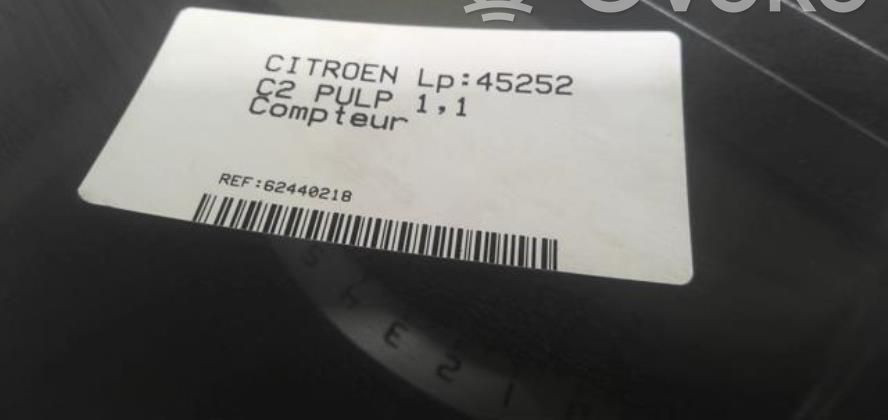 CITROEN Lp:45252
C2 PULP 1,1
Compteur
REF:62440218